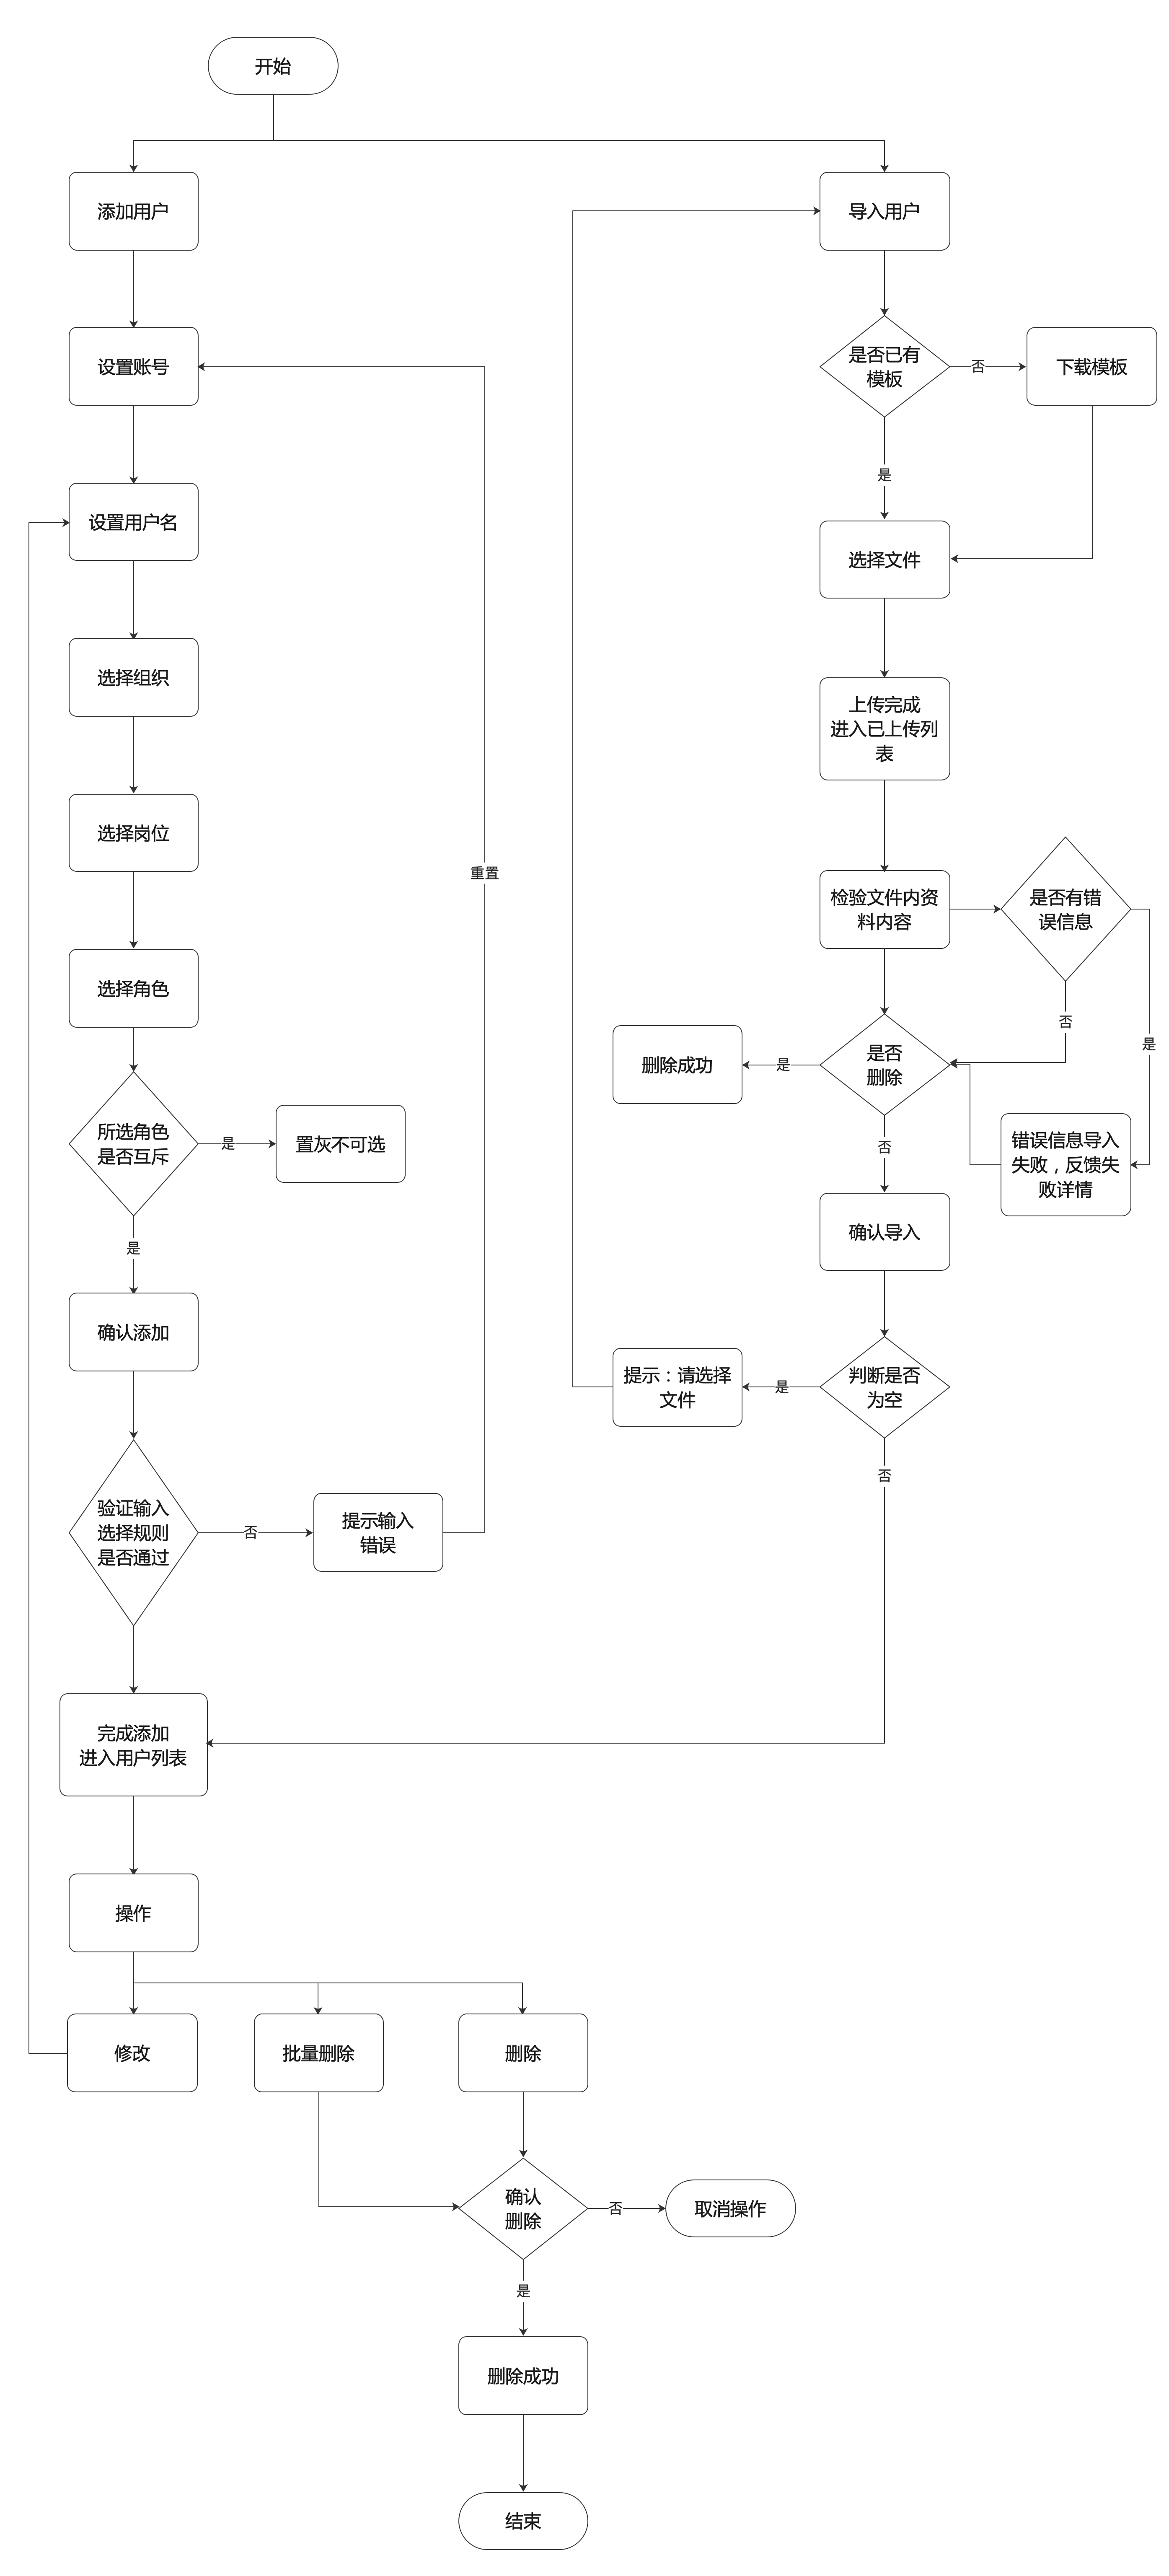 开始
添加用户
导入用户
设置账号
是否已有
模板
否
下载模板
是
设置用户名
选择文件
选择组织
上传完成
进入已上传列
表
选择岗位
重置
检验文件内资
料内容
是否有错
误信息
选择角色
否
是
删除成功
是
是否
删除
所选角色
是否互斥
是
置灰不可选
否
错误信息导入
失败，反馈失
败详情
是
确认导入
确认添加
提示：请选择
文件
是
判断是否
为空
否
验证输入
选择规则
是否通过
否
提示输入
错误
完成添加
进入用户列表
操作
修改
批量删除
删除
确认
删除
否
取消操作
是
删除成功
结束